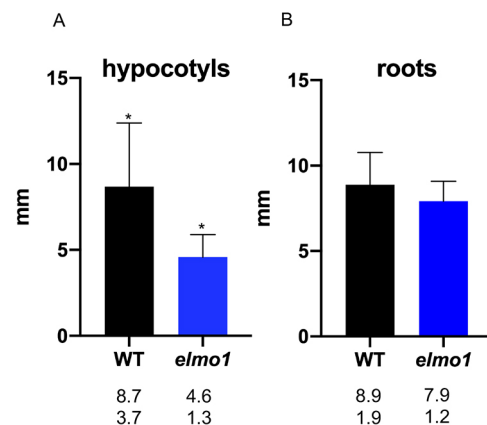 A
hypocotyls
15
10
5
0
mm
*
*
WT
elmo1
8.7 4.6
3.7 1.3
B
roots
15
10
5
0
mm
WT
elmo1
8.9 7.9
1.9 1.2